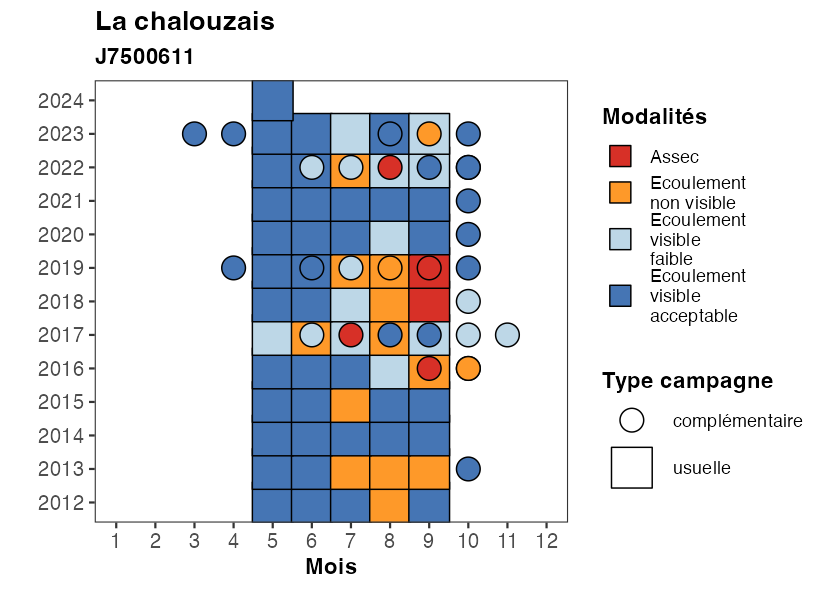 La chalouzais
J7500611
2024
2023
2022
2021
2020
2019
2018
2017
2016
2015
2014
2013
2012
1 2 3 4 5 6 7 8 9 10 11 12
Mois
Modalités
Assec
Ecoulement
non visible
Ecoulement
visible
faible
Ecoulement
visible
acceptable
Type campagne
complémentaire
usuelle